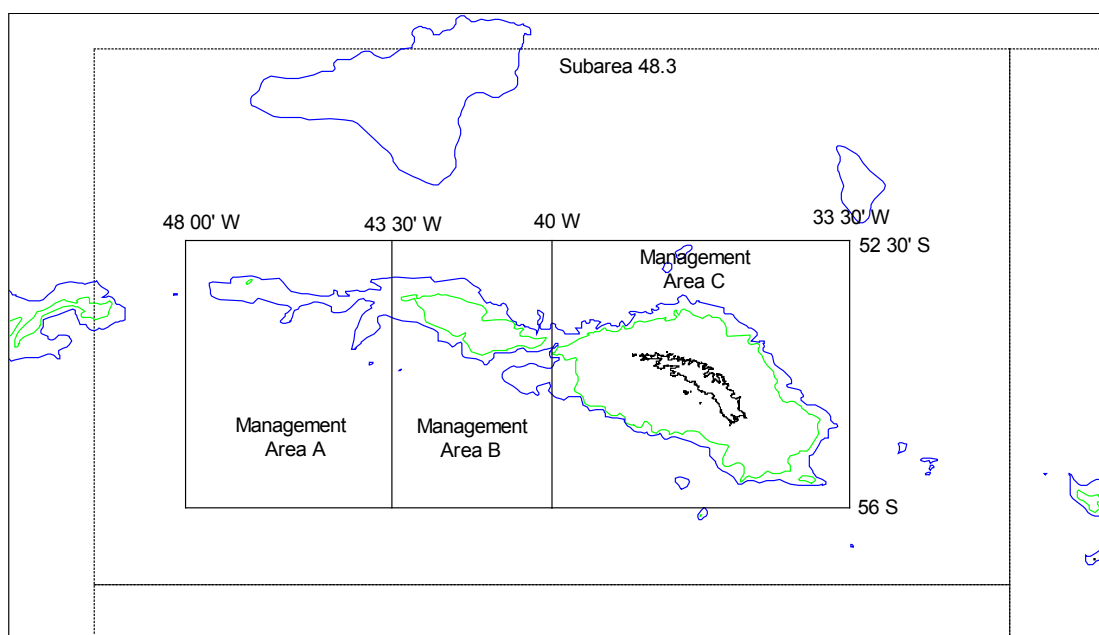 Subarea 48.3
48 00' W
43 30' W
40 W
33 30' W
52 30' S
Management
Area C
Management
Area A
Management
Area B
56 S